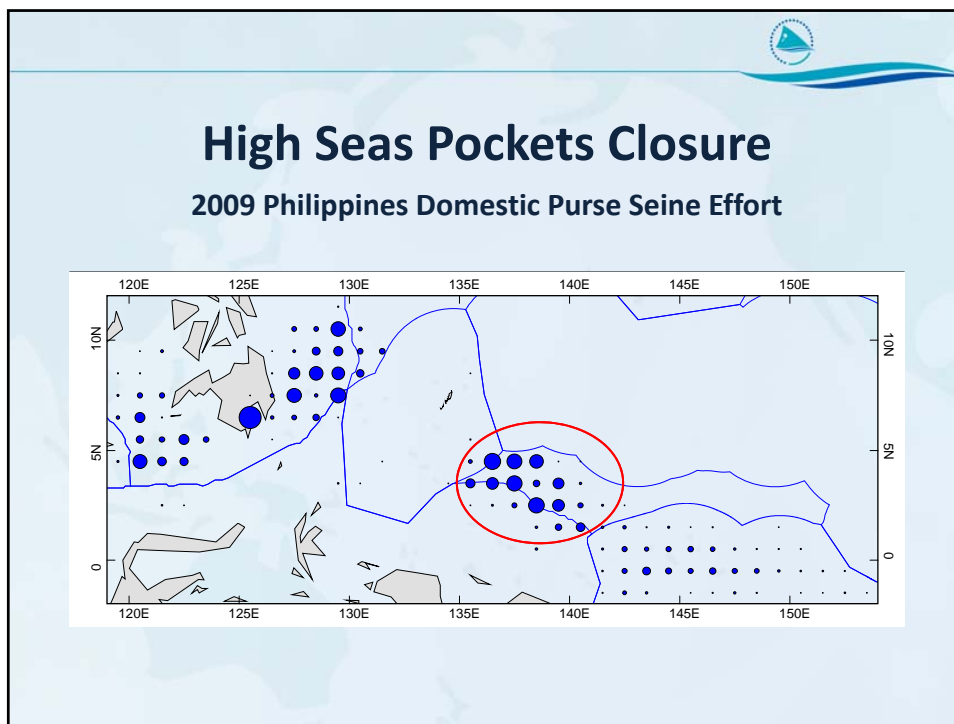 High Seas Pockets Closure
2009 Philippines Domestic Purse Seine Effort
120E 125E 130E 135E 140E 145E 150E
10N 10N
5N 5N
0 0
120E 125E 130E 135E 140E 145E 150E